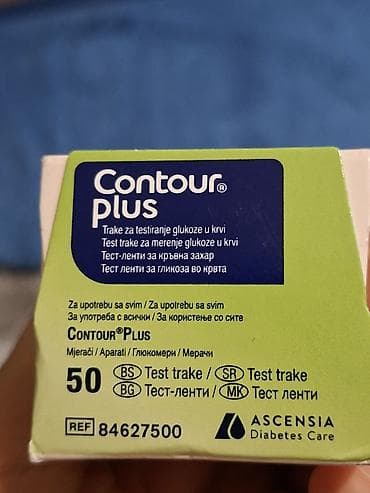 Contour®
plus
Trake za testiranje glukoze u krvi
Test trake za merenje glukoze u krvi
Тест-ленти за кръвна захар
Тест ленти за гликоза во крвта
Za upotrebu sa svim / Za upotrebu sa svim
За употреба с всички / За користење со сите
CONTOUR®PLUS
Mjerači / Aparati / Глюкомери / Мерачи
50 BS Test trake / SR Test trake
BG Тест-ленти / MK Тест ленти
REF 84627500
ASCENSIA
Diabetes Care